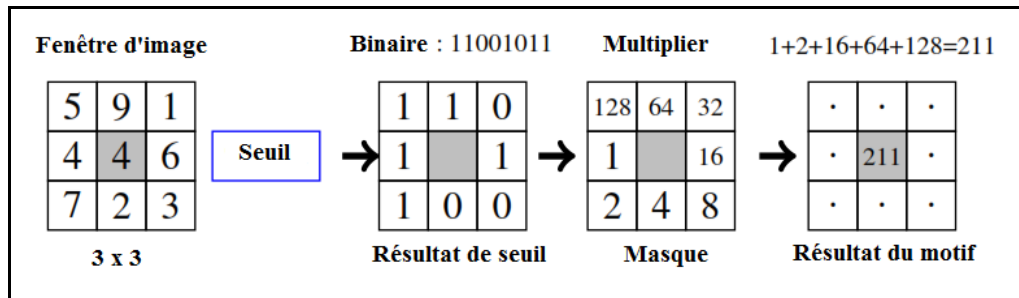 Fenêtre d'image Binaire : 11001011 Multiplier 1+2+16+64+128=211
5 9 1 1 1 0 128 64 32 · · ·
4 4 6 Seuil 1 1 1 16 · 211 ·
7 2 3 1 0 0 2 4 8 · · ·
3 x 3 Résultat de seuil Masque Résultat du motif